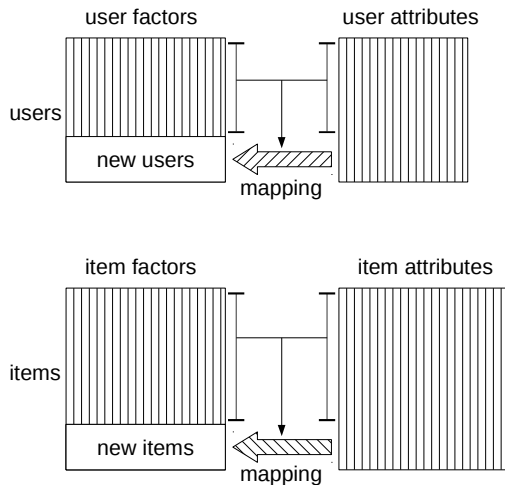 user factors
user attributes
users
new users
mapping
item factors
item attributes
items
new items
mapping